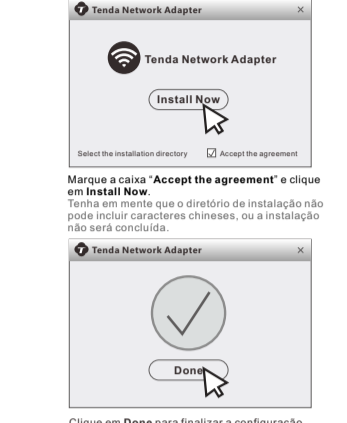 Tenda Network Adapter
Tenda Network Adapter
Install Now
Select the installation directory Accept the agreement
Marque a caixa “Accept the agreement” e clique
em Install Now.
Tenha em mente que o diretório de instalação não
pode incluir caracteres chineses, ou a instalação
não será concluída.
Tenda Network Adapter
Done
Clique em Done para finalizar a configuração